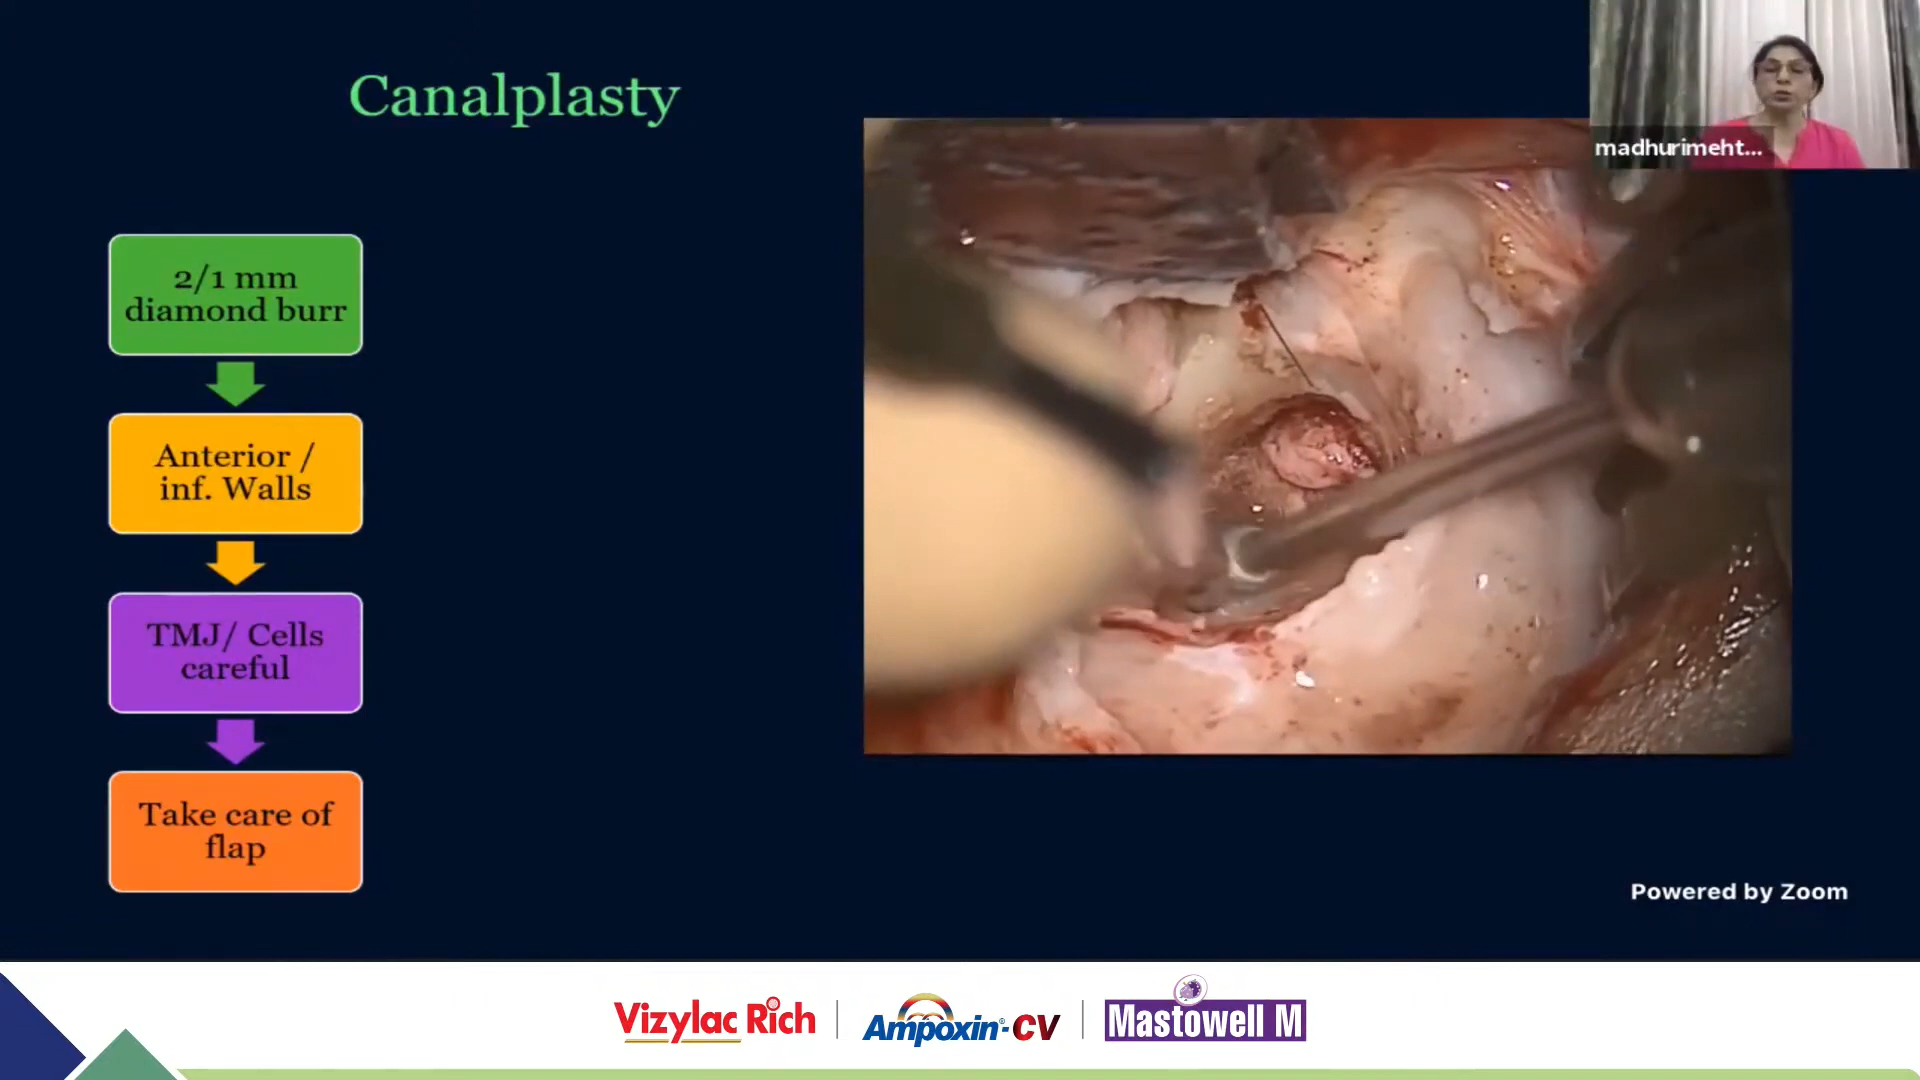 Canalplasty
madhurimeht...
2/1 mm
diamond burr
Anterior /
inf. Walls
TMJ/ Cells
careful
Take care of
flap
Powered by Zoom
Vizylac Rich
Ampoxin®-CV
Mastowell M